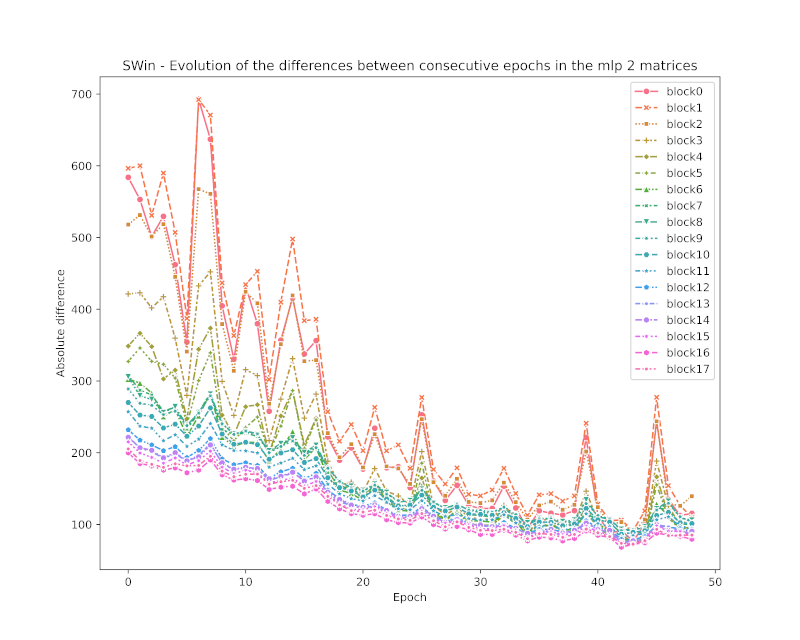 SWin - Evolution of the differences between consecutive epochs in the mlp 2 matrices
700
600
500
400
300
200
100
Absolute difference
0
10
20
30
40
50
Epoch
block0
block1
block2
block3
block4
block5
block6
block7
block8
block9
block10
block11
block12
block13
block14
block15
block16
block17